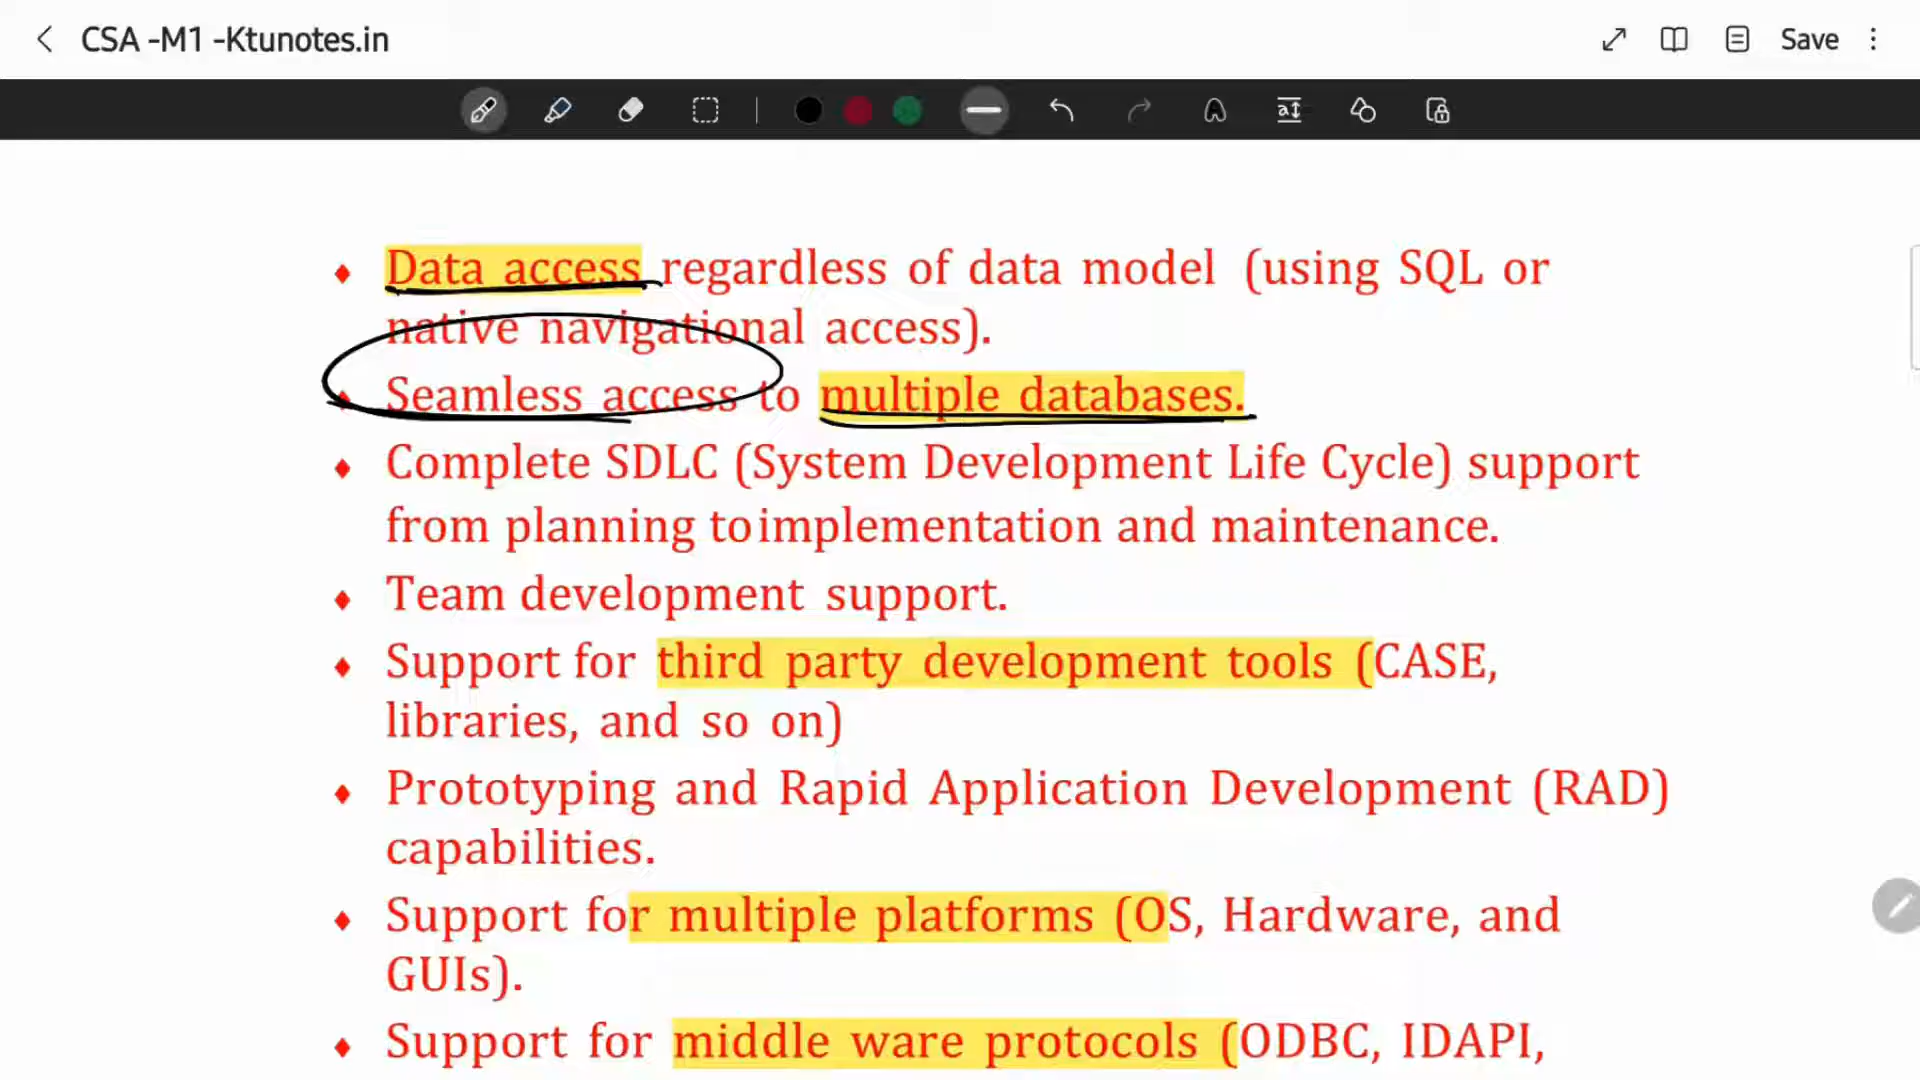 CSA -M1 -Ktunotes.in
Save
♦ Data access regardless of data model (using SQL or
native navigational access).
♦ Seamless access to multiple databases.
♦ Complete SDLC (System Development Life Cycle) support
from planning to implementation and maintenance.
♦ Team development support.
♦ Support for third party development tools (CASE,
libraries, and so on)
♦ Prototyping and Rapid Application Development (RAD)
capabilities.
♦ Support for multiple platforms (OS, Hardware, and
GUIs).
♦ Support for middle ware protocols (ODBC, IDAPI,